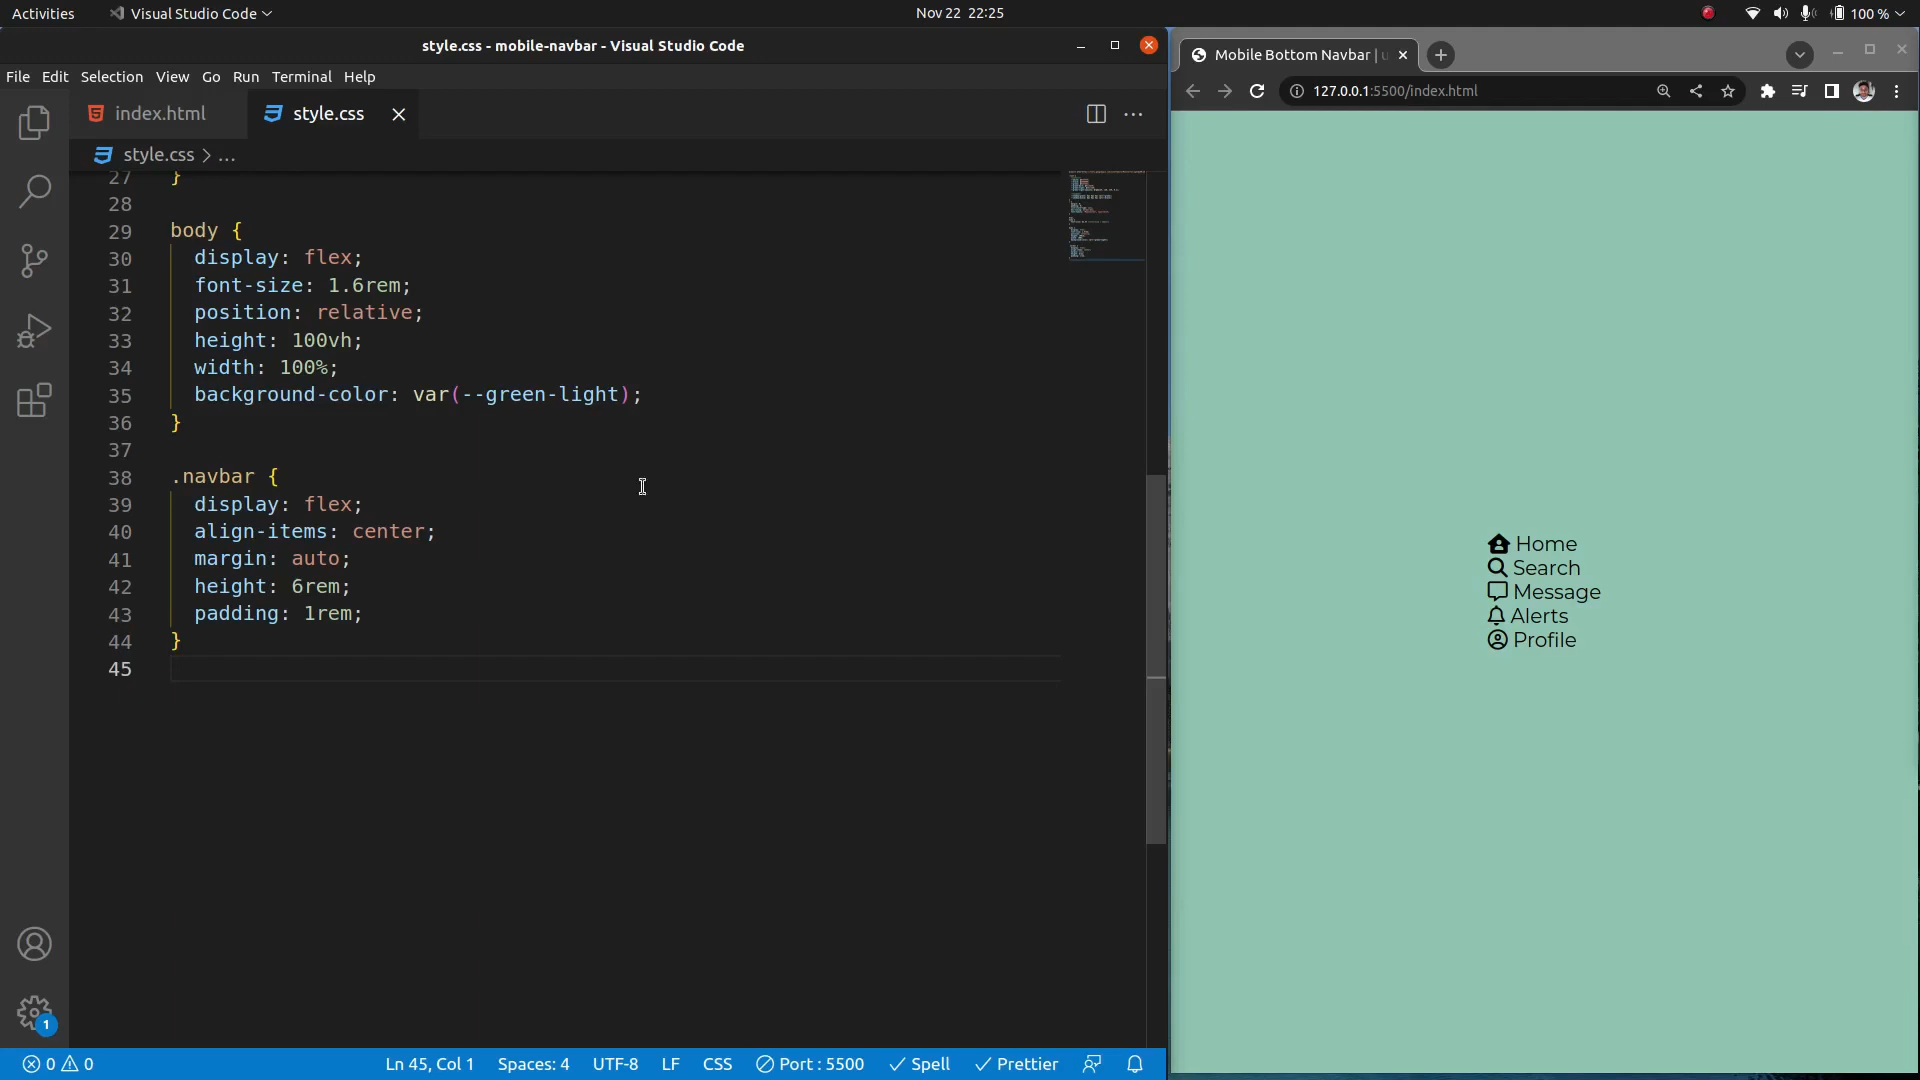 Activities
Visual Studio Code
Nov 22 22:25
100 %
style.css - mobile-navbar - Visual Studio Code
File Edit Selection View Go Run Terminal Help
index.html
style.css
style.css > ...
27 }
28
29 body {
30 display: flex;
31 font-size: 1.6rem;
32 position: relative;
33 height: 100vh;
34 width: 100%;
35 background-color: var(--green-light);
36 }
37
38 .navbar {
39 display: flex;
40 align-items: center;
41 margin: auto;
42 height: 6rem;
43 padding: 1rem;
44 }
45
1
0 0
Ln 45, Col 1
Spaces: 4
UTF-8
LF
CSS
Port : 5500
Spell
Prettier
Mobile Bottom Navbar |
127.0.0.1:5500/index.html
Home
Search
Message
Alerts
Profile